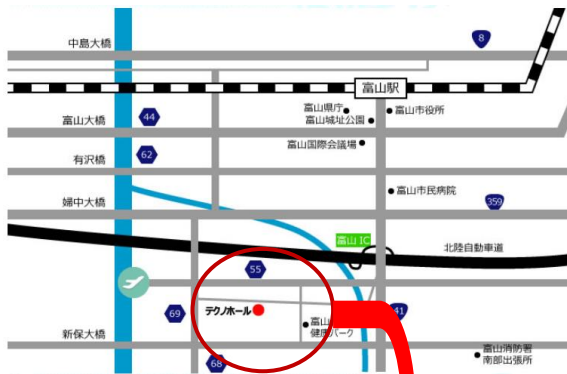 中島大橋
8
富山駅
富山県庁
富山城址公園
富山市役所
44
富山大橋
富山国際会議場
62
有沢橋
富山市民病院
359
婦中大橋
富山 IC
北陸自動車道
55
テクノホール
69
41
富山
健康パーク
新保大橋
68
富山消防署
南部出張所